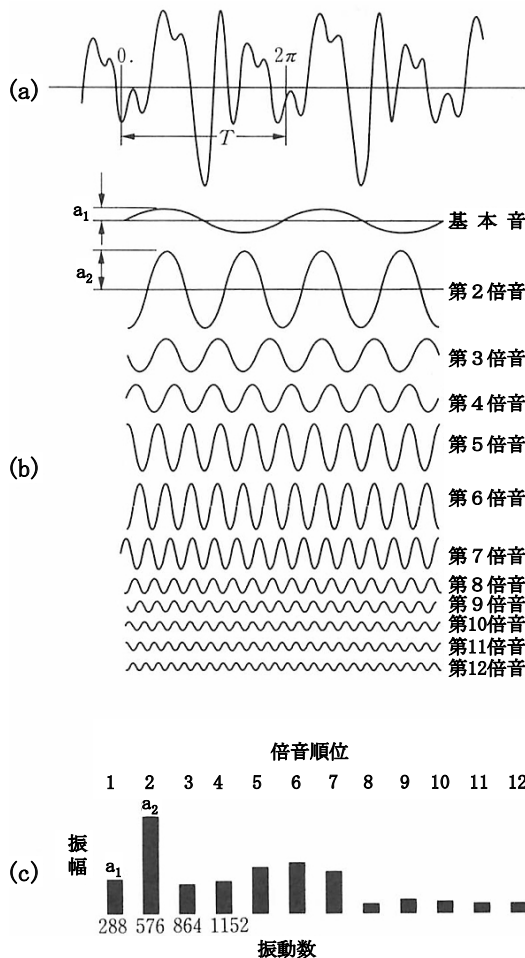 (a)
0.
2π
T
a₁
基本音
a₂
第2倍音
第3倍音
第4倍音
(b)
第5倍音
第6倍音
第7倍音
第8倍音
第9倍音
第10倍音
第11倍音
第12倍音
倍音順位
1 2 3 4 5 6 7 8 9 10 11 12
(c)
振幅
a₁
a₂
288 576 864 1152
振動数